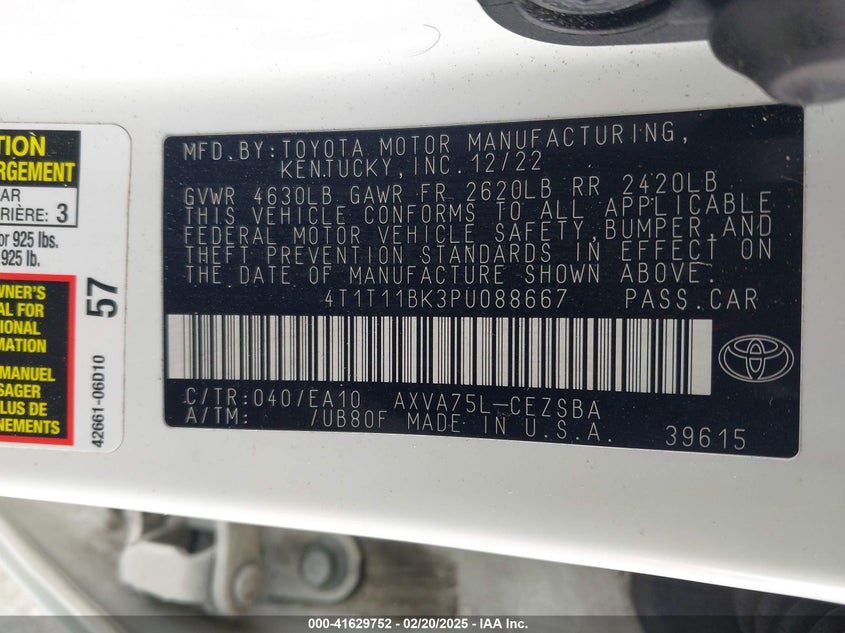 TION
RGEMENT
AR
RIÈRE: 3
or 925 lbs.
925 lb.
WNER'S
AL FOR
TIONAL
RMATION
MANUEL
SAGER
LUS DE
NEMENTS
57
42661-06D10
MFD.BY:TOYOTA MOTOR MANUFACTURING,
KENTUCKY,INC.12/22
GVWR 4630LB GAWR FR 2620LB RR 2420LB
THIS VEHICLE CONFORMS TO ALL APPLICABLE
FEDERAL MOTOR VEHICLE SAFETY,BUMPER,AND
THEFT PREVENTION STANDARDS IN EFFECT ON
THE DATE OF MANUFACTURE SHOWN ABOVE.
4T1T11BK3PU088667 PASS.CAR
C/TR:040/EA10 AXVA75L-CEZSBA
A/TM: /UB80F MADE IN U.S.A. 39615
000-41629752 — 02/20/2025 — IAA Inc.